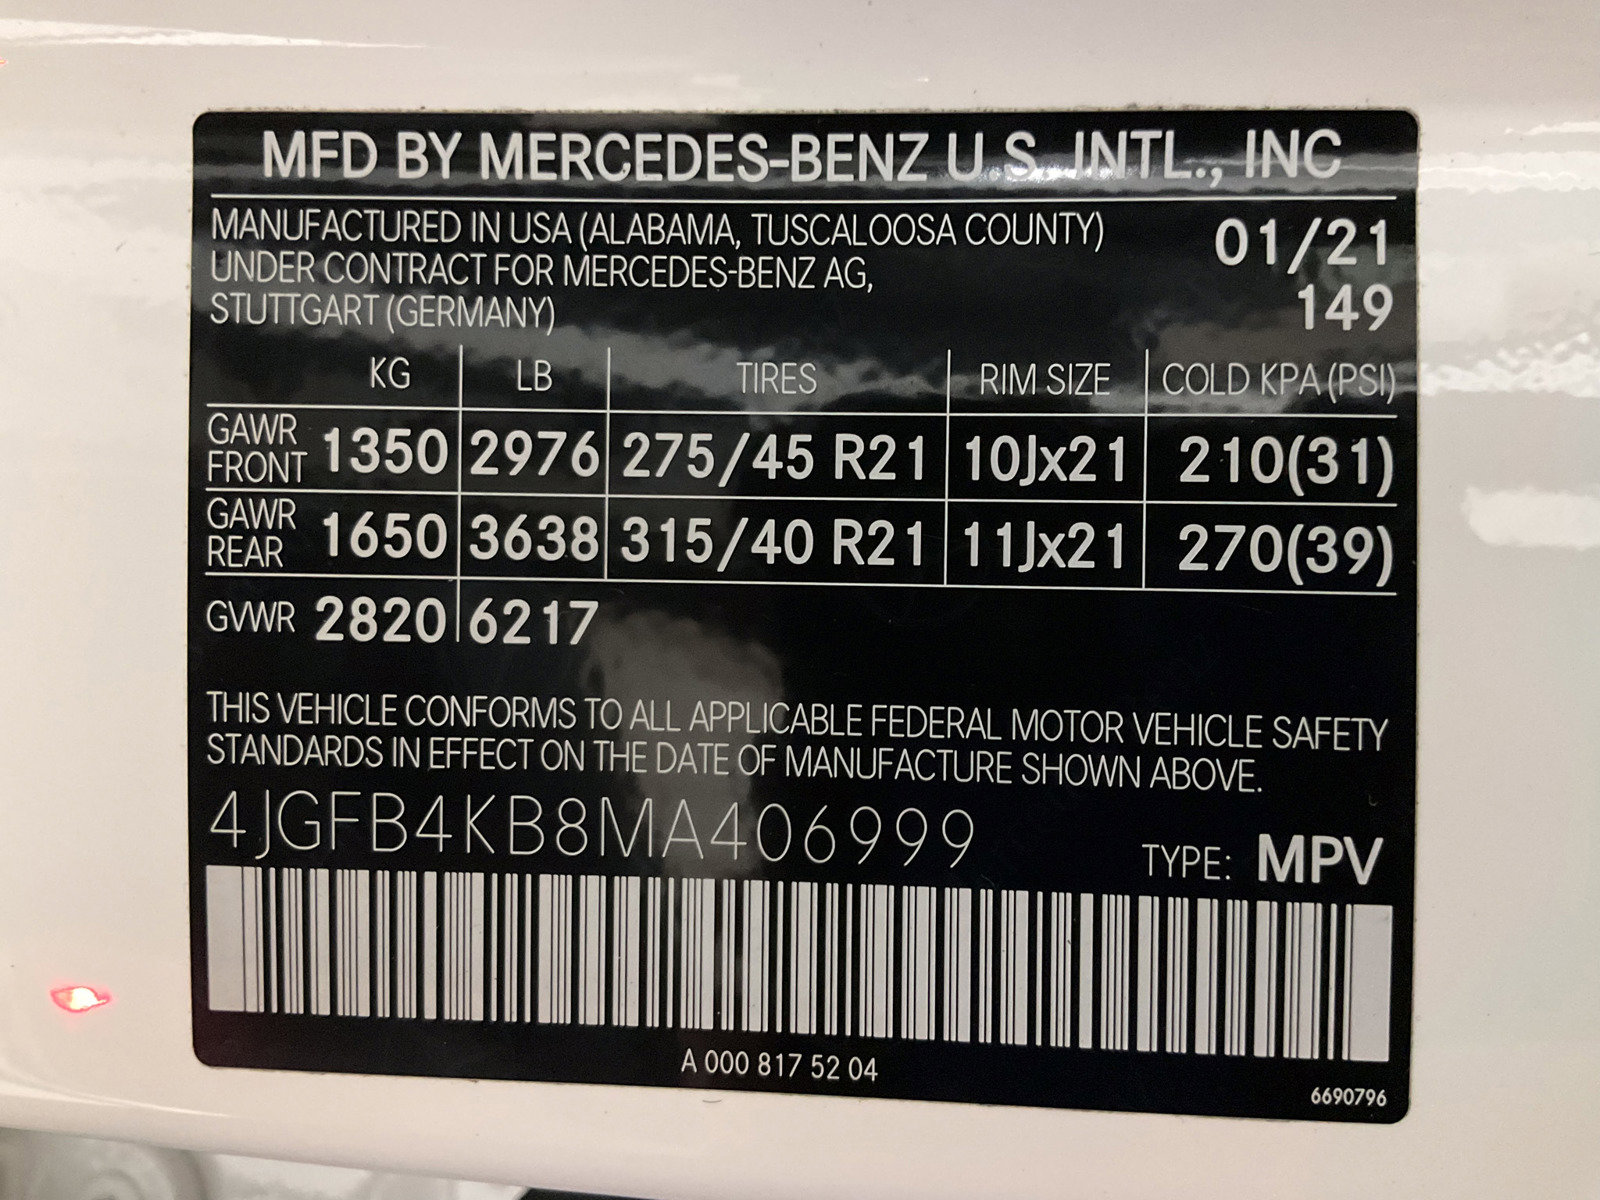 MFD BY MERCEDES-BENZ U.S. INTL., INC
MANUFACTURED IN USA (ALABAMA, TUSCALOOSA COUNTY)
UNDER CONTRACT FOR MERCEDES-BENZ AG,
STUTTGART (GERMANY)
01/21
149
KG LB TIRES RIM SIZE COLD KPA (PSI)
GAWR FRONT 1350 2976 275/45 R21 10Jx21 210(31)
GAWR REAR 1650 3638 315/40 R21 11Jx21 270(39)
GVWR 2820 6217
THIS VEHICLE CONFORMS TO ALL APPLICABLE FEDERAL MOTOR VEHICLE SAFETY
STANDARDS IN EFFECT ON THE DATE OF MANUFACTURE SHOWN ABOVE.
4JGFB4KB8MA406999
TYPE: MPV
A 000 817 52 04
6690796